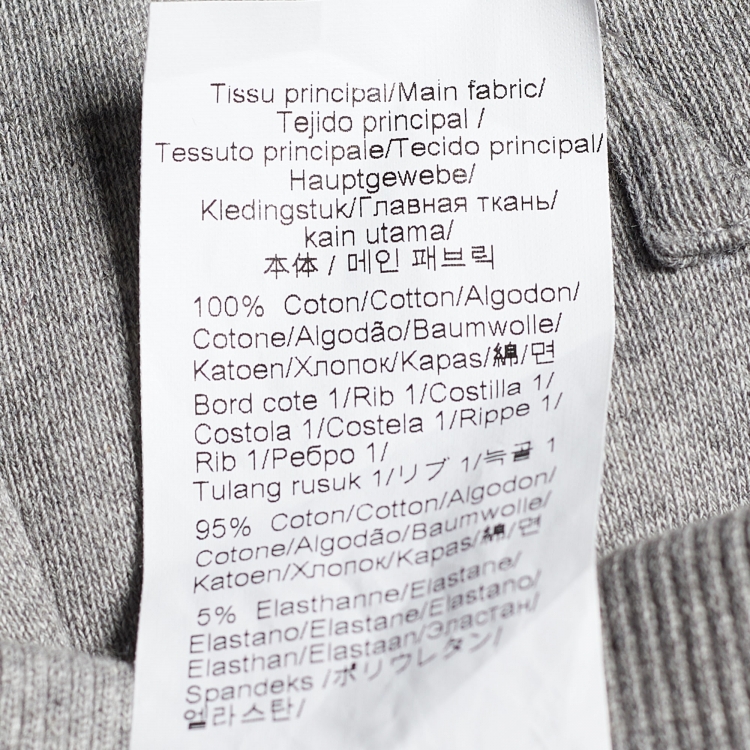 Tissu principal/Main fabric/
Tejido principal /
Tessuto principale/Tecido principal/
Hauptgewebe/
Kledingstuk/Главная ткань/
kain utama/
本体 / 메인 패브릭
100% Coton/Cotton/Algodon/
Cotone/Algodão/Baumwolle/
Katoen/Хлопок/Kapas/綿/면
Bord cote 1/Rib 1/Costilla 1/
Costola 1/Costela 1/Rippe 1/
Rib 1/Ребро 1/
Tulang rusuk 1/リブ 1/늑골 1
95% Coton/Cotton/Algodon/
Cotone/Algodão/Baumwolle/
Katoen/Хлопок/Kapas/綿/면
5% Elasthanne/Elastane/
Elastano/Elastane/Elastano/
Elasthan/Elastaan/Эластан/
Spandeks /ポリウレタン/
엘라스탄/